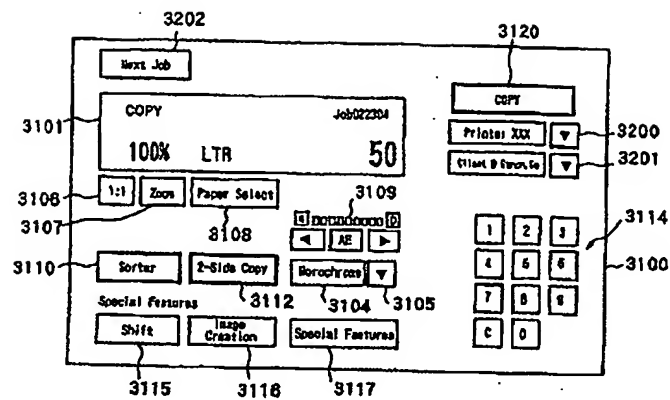 3202
3120
Next Job
COPY
3101
COPY
Job022304
100% LTR 50
Printer XXX ▼
3200
▼
3201
3106
1:1
Zoom
Paper Select
3107
3108
3109
◀ AE ▶
3114
1 2 3
3110
Sorter
2-Side Copy
3112
Monochrome ▼
3104
3105
4 5 6
3100
7 8 9
C 0
Special Features
Shift
Image Creation
Special Features
3115
3116
3117